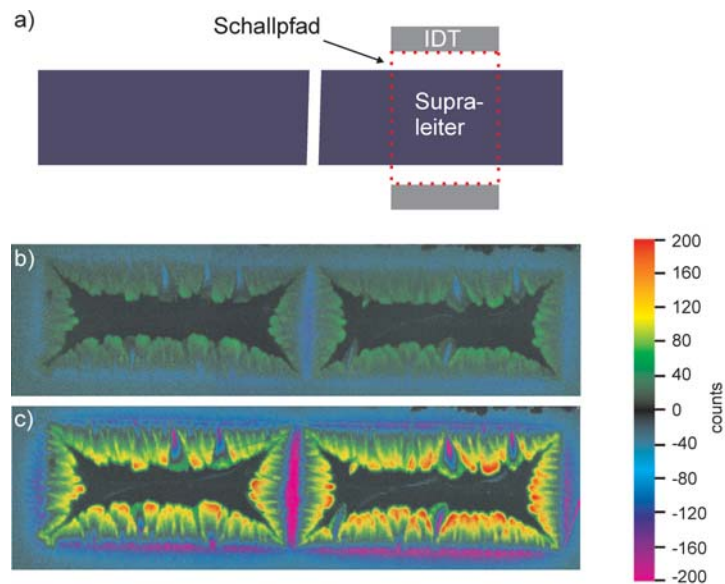 a)
Schallpfad
IDT
Supra-
leiter
b)
c)
200
160
120
80
40
0
-40
-80
-120
-160
-200
counts